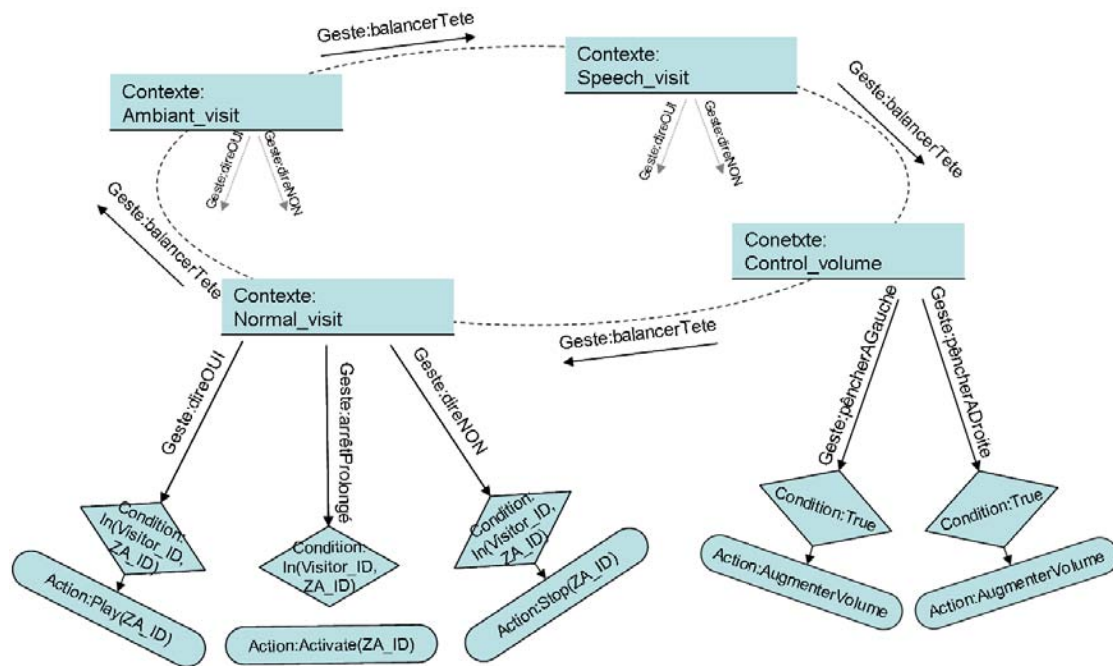 Geste:balancerTete
Contexte:
Ambiant_visit
Contexte:
Speech_visit
Geste:balancerTete
Geste:direOUI
Geste:direNON
Geste:direOUI
Geste:direNON
Geste:balancerTete
Contexte:
Normal_visit
Conetxte:
Control_volume
Geste:balancerTete
Geste:direOUI
Geste:arrêtProlongé
Geste:direNON
Geste:pêncherAGauche
Geste:pêncherADroite
Condition:
In(Visitor_ID,
ZA_ID)
Condition:
In(Visitor_ID,
ZA_ID)
Condition:
In(Visitor_ID,
ZA_ID)
Condition:True
Condition:True
Action:Play(ZA_ID)
Action:Activate(ZA_ID)
Action:Stop(ZA_ID)
Action:AugmenterVolume
Action:AugmenterVolume